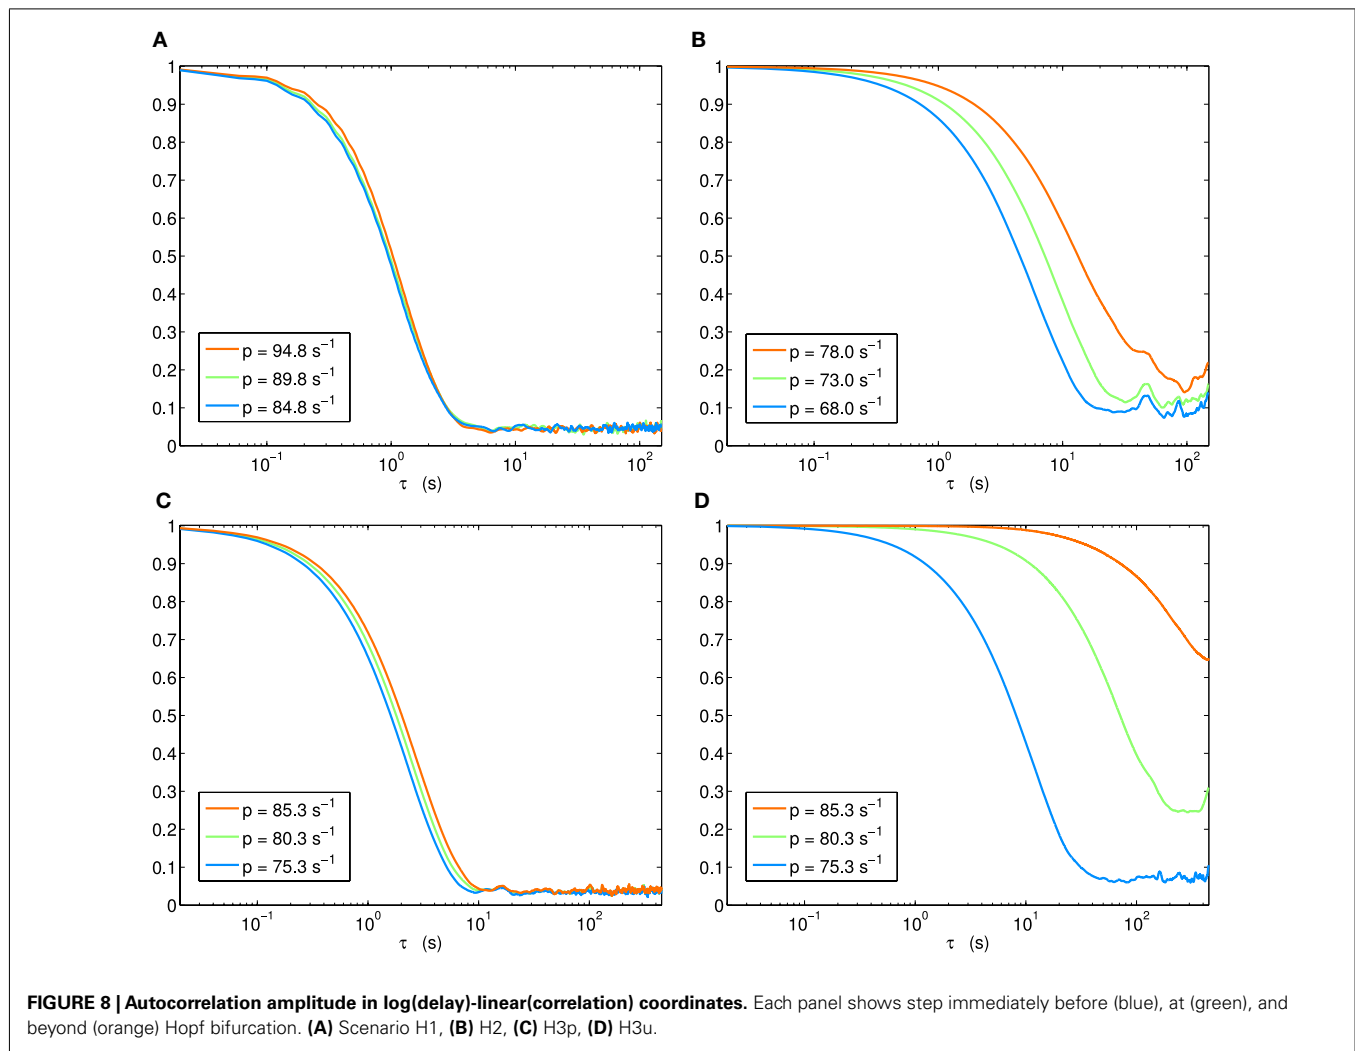 A
1
0.9
0.8
0.7
0.6
0.5
0.4
0.3
0.2
0.1
0
p = 94.8 s⁻¹
p = 89.8 s⁻¹
p = 84.8 s⁻¹
10⁻¹ 10⁰ 10¹ 10²
τ (s)
B
1
0.9
0.8
0.7
0.6
0.5
0.4
0.3
0.2
0.1
0
p = 78.0 s⁻¹
p = 73.0 s⁻¹
p = 68.0 s⁻¹
10⁻¹ 10⁰ 10¹ 10²
τ (s)
C
1
0.9
0.8
0.7
0.6
0.5
0.4
0.3
0.2
0.1
0
p = 85.3 s⁻¹
p = 80.3 s⁻¹
p = 75.3 s⁻¹
10⁻¹ 10⁰ 10¹ 10²
τ (s)
D
1
0.9
0.8
0.7
0.6
0.5
0.4
0.3
0.2
0.1
0
p = 85.3 s⁻¹
p = 80.3 s⁻¹
p = 75.3 s⁻¹
10⁻¹ 10⁰ 10¹ 10²
τ (s)
FIGURE 8 | Autocorrelation amplitude in log(delay)-linear(correlation) coordinates. Each panel shows step immediately before (blue), at (green), and
beyond (orange) Hopf bifurcation. (A) Scenario H1, (B) H2, (C) H3p, (D) H3u.